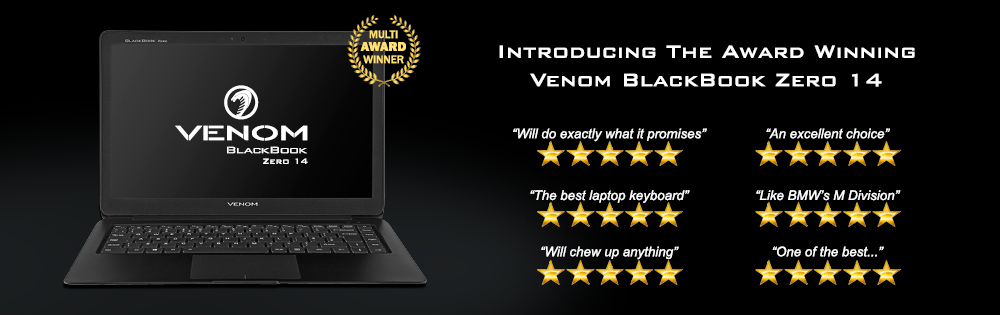 BLACKBOOK ZERO
MULTI
AWARD
WINNER
VENOM
BLACKBOOK
ZERO 14
VENOM
INTRODUCING THE AWARD WINNING
VENOM BLACKBOOK ZERO 14
“Will do exactly what it promises”
“An excellent choice”
“The best laptop keyboard”
“Like BMW’s M Division”
“Will chew up anything”
“One of the best...”